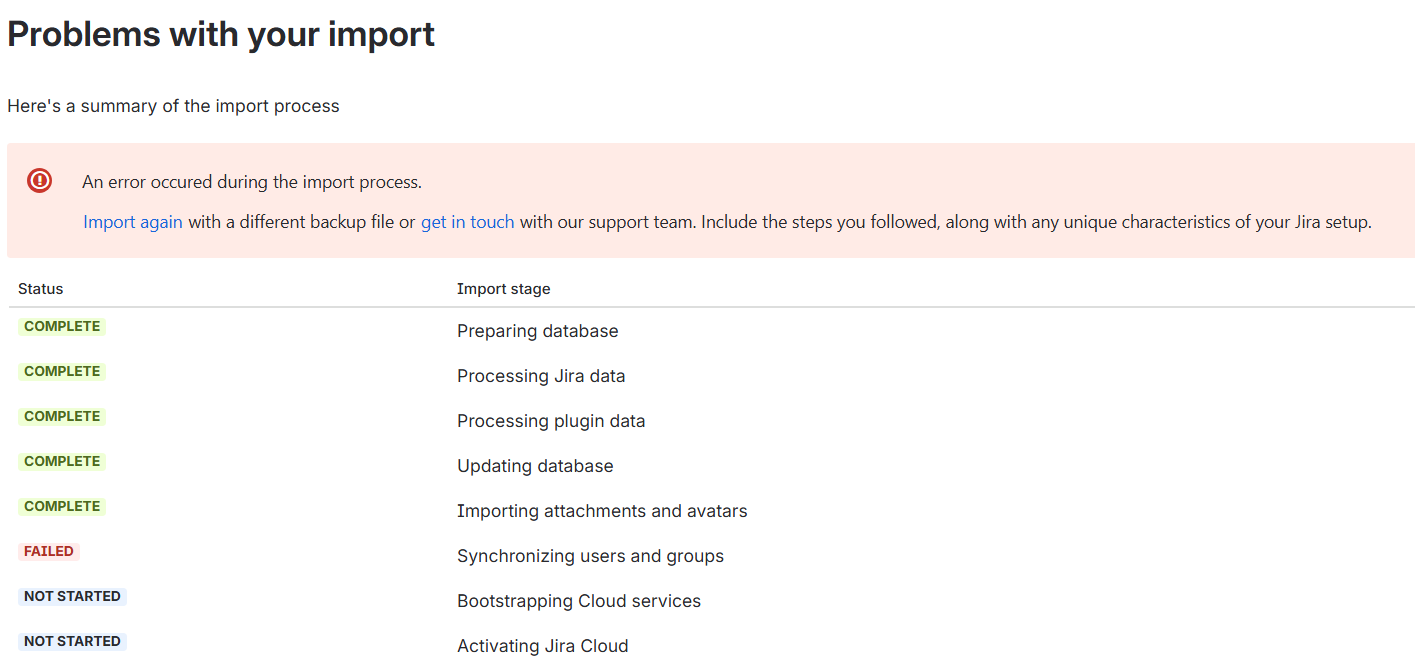 Problems with your import
Here's a summary of the import process
An error occured during the import process.
Import again with a different backup file or get in touch with our support team. Include the steps you followed, along with any unique characteristics of your Jira setup.
Status Import stage
COMPLETE Preparing database
COMPLETE Processing Jira data
COMPLETE Processing plugin data
COMPLETE Updating database
COMPLETE Importing attachments and avatars
FAILED Synchronizing users and groups
NOT STARTED Bootstrapping Cloud services
NOT STARTED Activating Jira Cloud